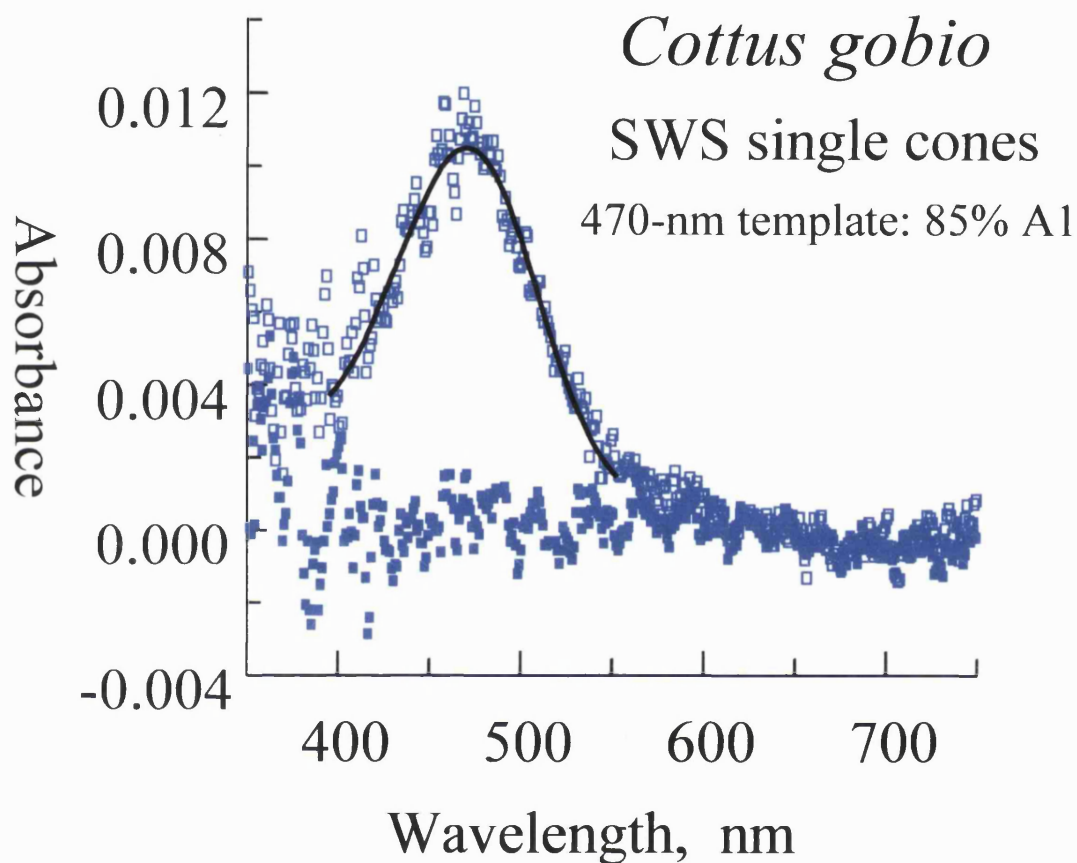 Cottus gobio
SWS single cones
470-nm template: 85% A1
Absorbance
0.012
0.008
0.004
0.000
-0.004
400 500 600 700
Wavelength, nm